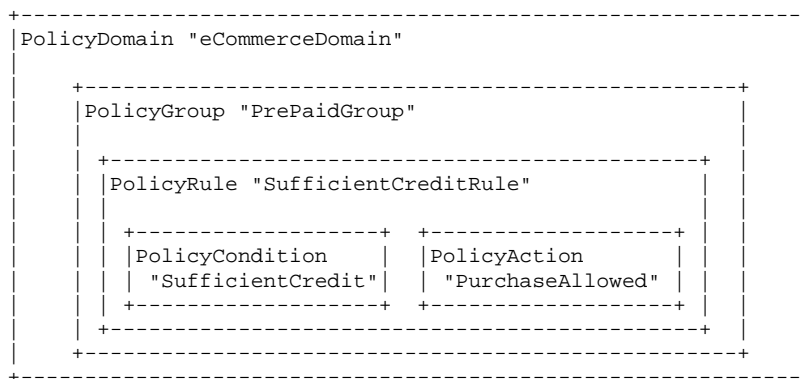 PolicyDomain "eCommerceDomain"
PolicyGroup "PrePaidGroup"
PolicyRule "SufficientCreditRule"
PolicyCondition PolicyAction
"SufficientCredit" "PurchaseAllowed"